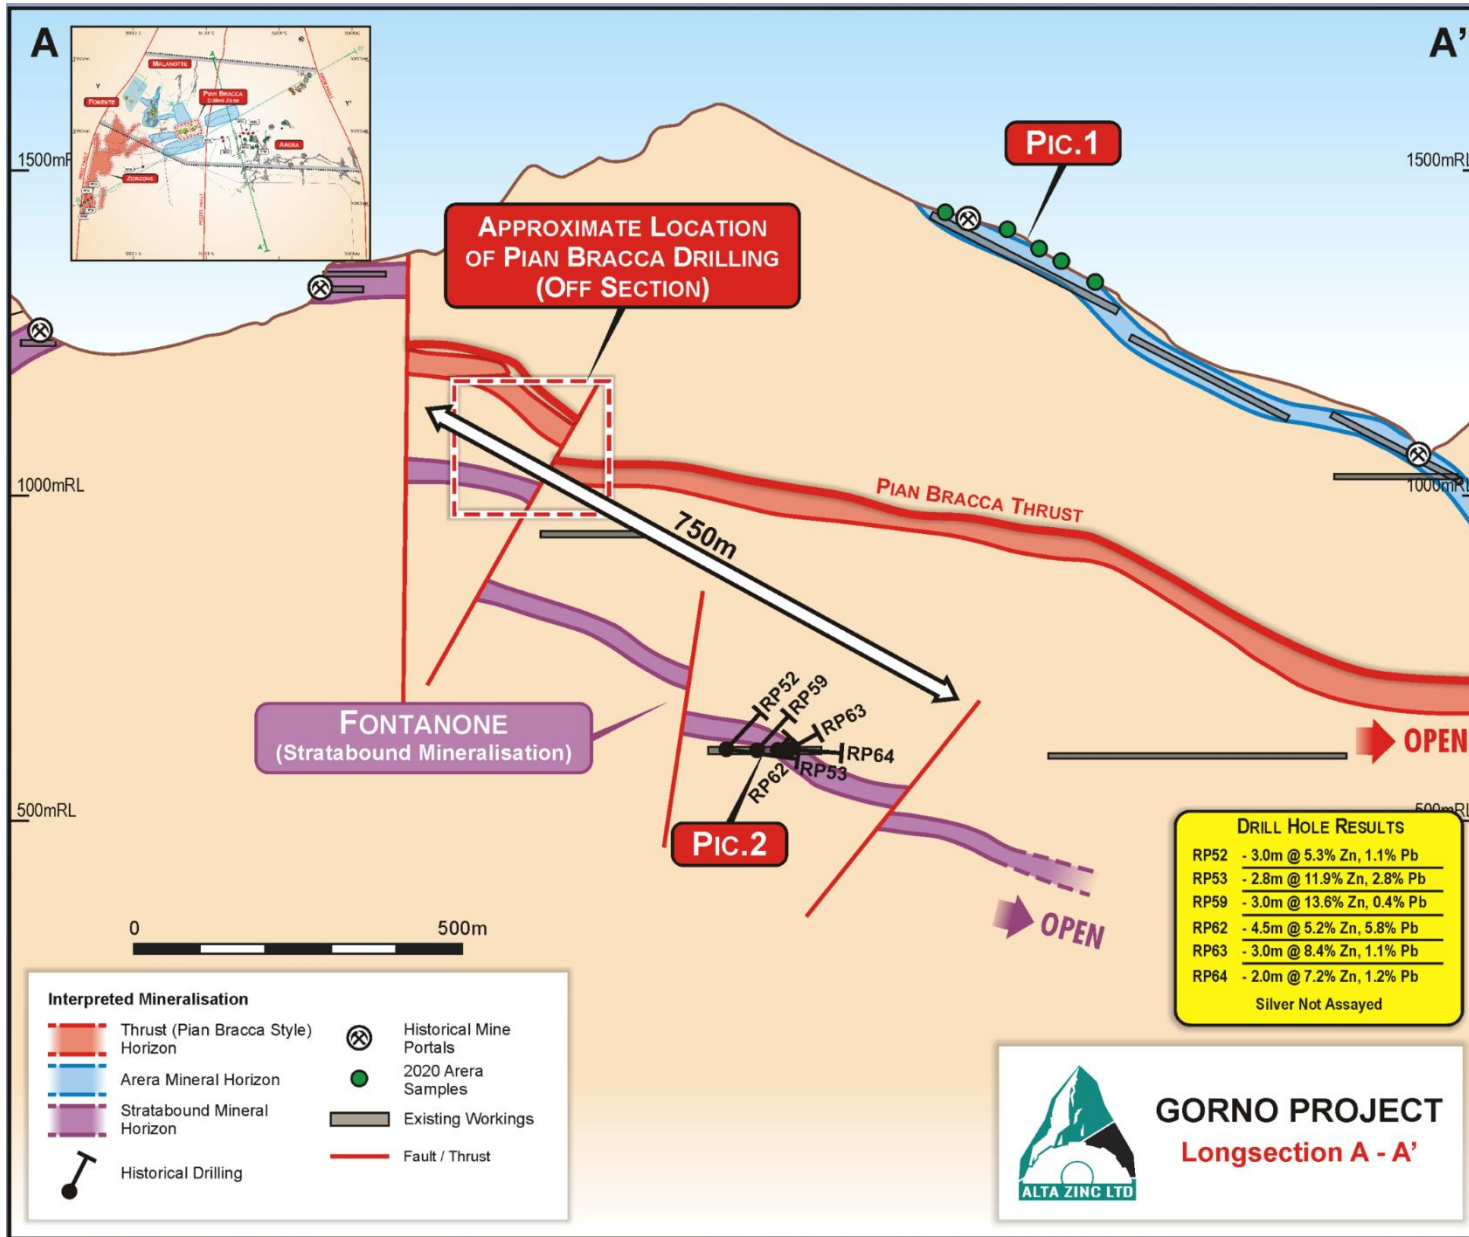 A
A’
MALANOTTE
PONENTE
PIAN BRACCA
Drilled Zone
ARERA
ZORZONE
1500mRL
1500mRL
PIC.1
APPROXIMATE LOCATION
OF PIAN BRACCA DRILLING
(OFF SECTION)
1000mRL
1000mRL
PIAN BRACCA THRUST
750m
FONTANONE
(Stratabound Mineralisation)
RP52
RP59
RP63
RP64
RP53
RP62
OPEN
500mRL
500mRL
PIC.2
OPEN
DRILL HOLE RESULTS
RP52 - 3.0m @ 5.3% Zn, 1.1% Pb
RP53 - 2.8m @ 11.9% Zn, 2.8% Pb
RP59 - 3.0m @ 13.6% Zn, 0.4% Pb
RP62 - 4.5m @ 5.2% Zn, 5.8% Pb
RP63 - 3.0m @ 8.4% Zn, 1.1% Pb
RP64 - 2.0m @ 7.2% Zn, 1.2% Pb
Silver Not Assayed
0 500m
Interpreted Mineralisation
Thrust (Pian Bracca Style)
Horizon
Arera Mineral Horizon
Stratabound Mineral
Horizon
Historical Drilling
Historical Mine
Portals
2020 Arera
Samples
Existing Workings
Fault / Thrust
GORNO PROJECT
Longsection A - A’
ALTA ZINC LTD